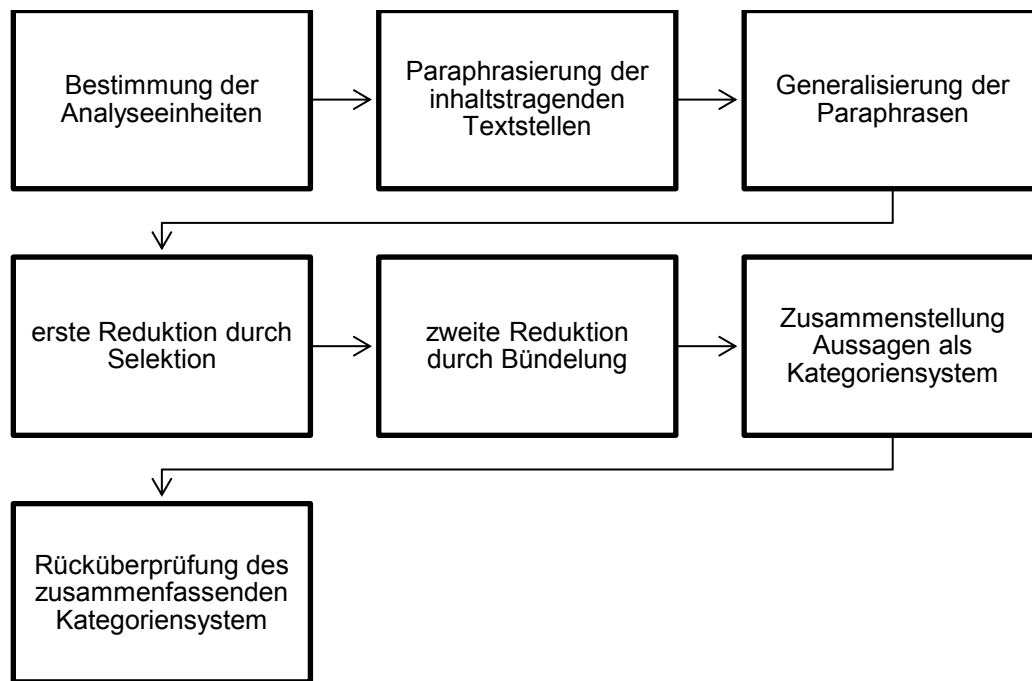 Bestimmung der
Analyseeinheiten
Paraphrasierung der
inhaltstragenden
Textstellen
Generalisierung der
Paraphrasen
erste Reduktion durch
Selektion
zweite Reduktion
durch Bündelung
Zusammenstellung
Aussagen als
Kategoriensystem
Rücküberprüfung des
zusammenfassenden
Kategoriensystem